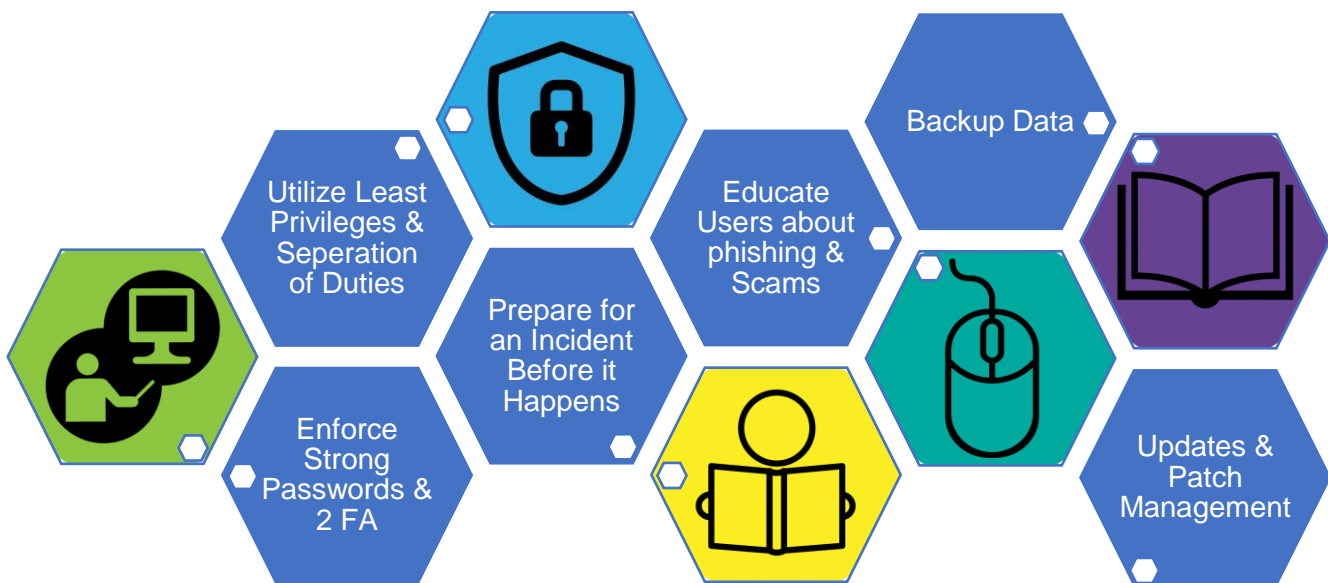 Utilize Least
Privileges &
Seperation
of Duties
Enforce
Strong
Passwords &
2 FA
Prepare for
an Incident
Before it
Happens
Educate
Users about
phishing &
Scams
Backup Data
Updates &
Patch
Management